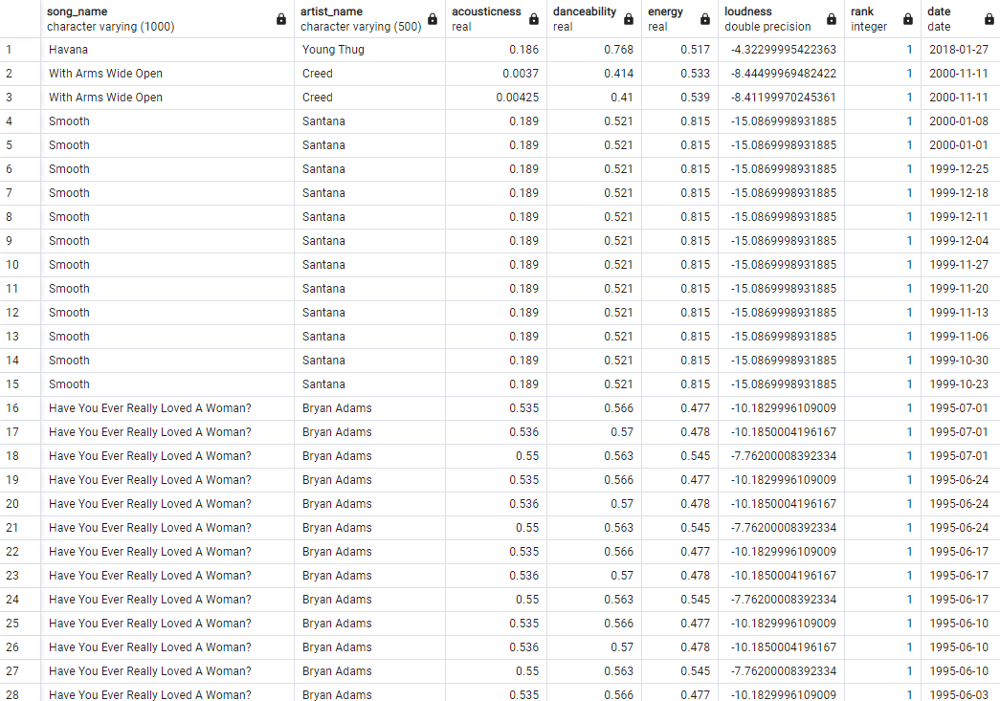 song_name artist_name acousticness danceability energy loudness rank date
character varying (1000) character varying (500) real real real double precision integer date
1 Havana Young Thug 0.186 0.768 0.517 -4.32299995422363 1 2018-01-27
2 With Arms Wide Open Creed 0.0037 0.414 0.533 -8.44499969482422 1 2000-11-11
3 With Arms Wide Open Creed 0.00425 0.41 0.539 -8.41199970245361 1 2000-11-11
4 Smooth Santana 0.189 0.521 0.815 -15.0869998931885 1 2000-01-08
5 Smooth Santana 0.189 0.521 0.815 -15.0869998931885 1 2000-01-01
6 Smooth Santana 0.189 0.521 0.815 -15.0869998931885 1 1999-12-25
7 Smooth Santana 0.189 0.521 0.815 -15.0869998931885 1 1999-12-18
8 Smooth Santana 0.189 0.521 0.815 -15.0869998931885 1 1999-12-11
9 Smooth Santana 0.189 0.521 0.815 -15.0869998931885 1 1999-12-04
10 Smooth Santana 0.189 0.521 0.815 -15.0869998931885 1 1999-11-27
11 Smooth Santana 0.189 0.521 0.815 -15.0869998931885 1 1999-11-20
12 Smooth Santana 0.189 0.521 0.815 -15.0869998931885 1 1999-11-13
13 Smooth Santana 0.189 0.521 0.815 -15.0869998931885 1 1999-11-06
14 Smooth Santana 0.189 0.521 0.815 -15.0869998931885 1 1999-10-30
15 Smooth Santana 0.189 0.521 0.815 -15.0869998931885 1 1999-10-23
16 Have You Ever Really Loved A Woman? Bryan Adams 0.535 0.566 0.477 -10.1829996109009 1 1995-07-01
17 Have You Ever Really Loved A Woman? Bryan Adams 0.536 0.57 0.478 -10.1850004196167 1 1995-07-01
18 Have You Ever Really Loved A Woman? Bryan Adams 0.55 0.563 0.545 -7.76200008392334 1 1995-07-01
19 Have You Ever Really Loved A Woman? Bryan Adams 0.535 0.566 0.477 -10.1829996109009 1 1995-06-24
20 Have You Ever Really Loved A Woman? Bryan Adams 0.536 0.57 0.478 -10.1850004196167 1 1995-06-24
21 Have You Ever Really Loved A Woman? Bryan Adams 0.55 0.563 0.545 -7.76200008392334 1 1995-06-24
22 Have You Ever Really Loved A Woman? Bryan Adams 0.535 0.566 0.477 -10.1829996109009 1 1995-06-17
23 Have You Ever Really Loved A Woman? Bryan Adams 0.536 0.57 0.478 -10.1850004196167 1 1995-06-17
24 Have You Ever Really Loved A Woman? Bryan Adams 0.55 0.563 0.545 -7.76200008392334 1 1995-06-17
25 Have You Ever Really Loved A Woman? Bryan Adams 0.535 0.566 0.477 -10.1829996109009 1 1995-06-10
26 Have You Ever Really Loved A Woman? Bryan Adams 0.536 0.57 0.478 -10.1850004196167 1 1995-06-10
27 Have You Ever Really Loved A Woman? Bryan Adams 0.55 0.563 0.545 -7.76200008392334 1 1995-06-10
28 Have You Ever Really Loved A Woman? Bryan Adams 0.535 0.566 0.477 -10.1829996109009 1 1995-06-03